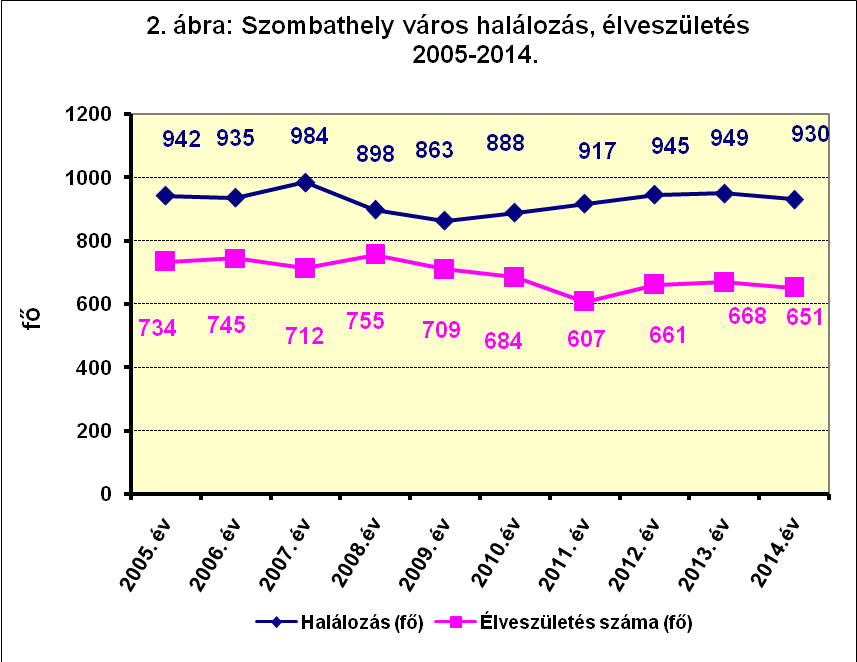 2. ábra: Szombathely város halálozás, élveszületés
2005-2014.
1200
1000
800
600
400
200
0
fő
942 935 984 898 863 888 917 945 949 930
734 745 712 755 709 684 607 661 668 651
2005.év 2006.év 2007. év 2008.év 2009. év 2010. év 2011. év 2012. év 2013. év 2014.év
Halálozás (fő) Élveszületés száma (fő)